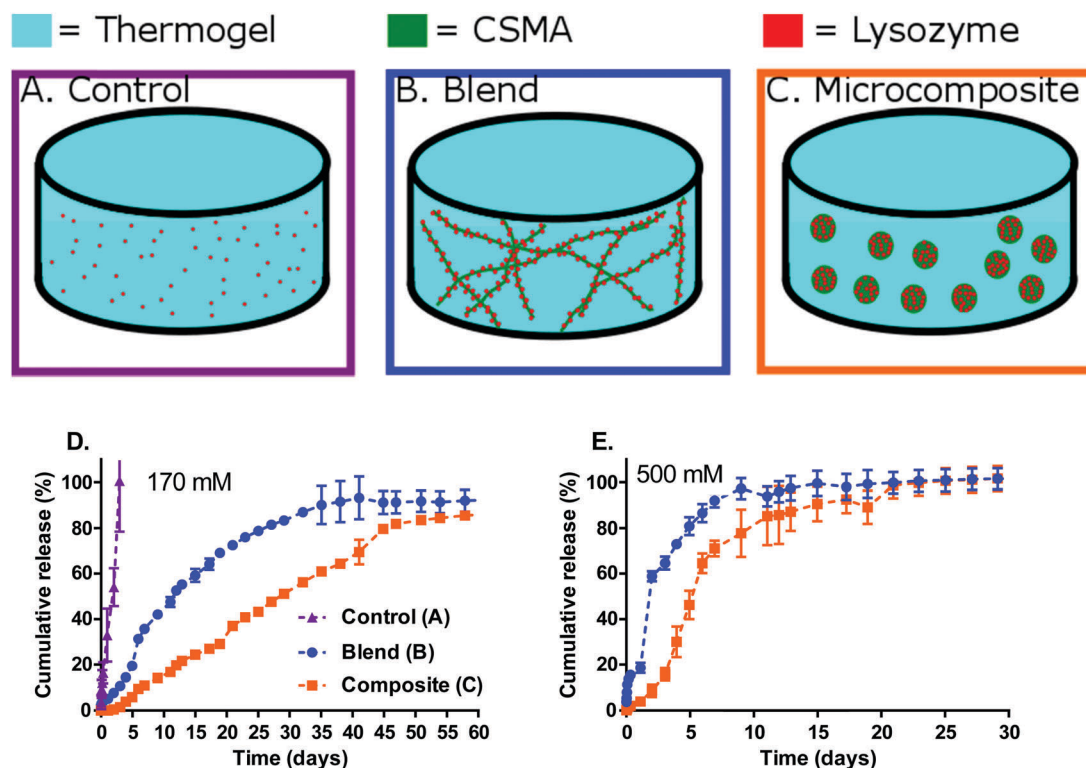 = Thermogel = CSMA = Lysozyme
A. Control
B. Blend
C. Microcomposite
D.
170 mM
Cumulative release (%)
100
80
60
40
20
0
Control (A)
Blend (B)
Composite (C)
0 5 10 15 20 25 30 35 40 45 50 55 60
Time (days)
E.
500 mM
Cumulative release (%)
100
80
60
40
20
0
0 5 10 15 20 25 30
Time (days)